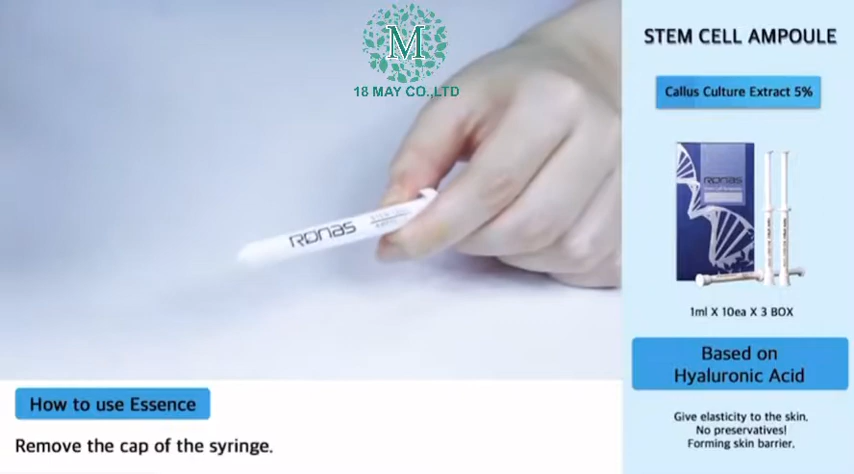 M
18 MAY CO.,LTD
RONAS
STEM CELL AMPOULE
Callus Culture Extract 5%
RONAS
1ml X 10ea X 3 BOX
Based on
Hyaluronic Acid
Give elasticity to the skin.
No preservatives!
Forming skin barrier.
How to use Essence
Remove the cap of the syringe.